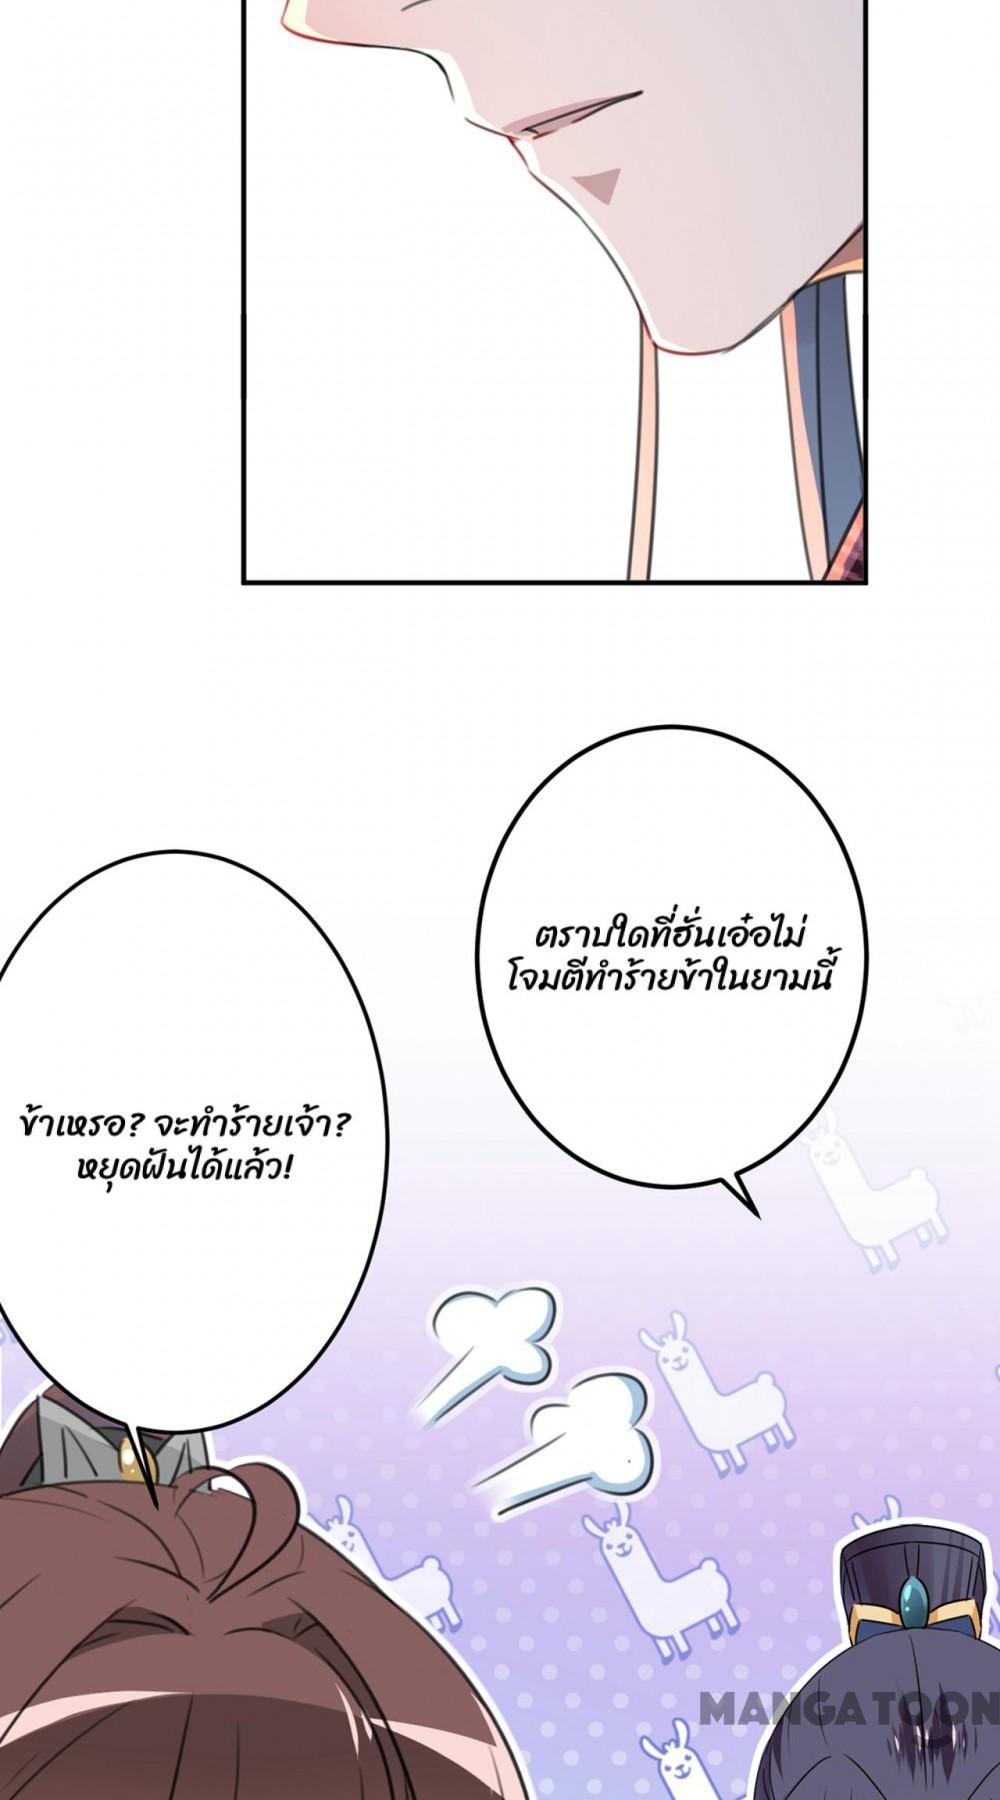 ตราบใดที่ฮั่นเอ๋อไม่
โจมตีทำร้ายข้าในยามนี้
ข้าเหรอ? จะทำร้ายเจ้า?
หยุดฝันได้แล้ว!
MANGATOON